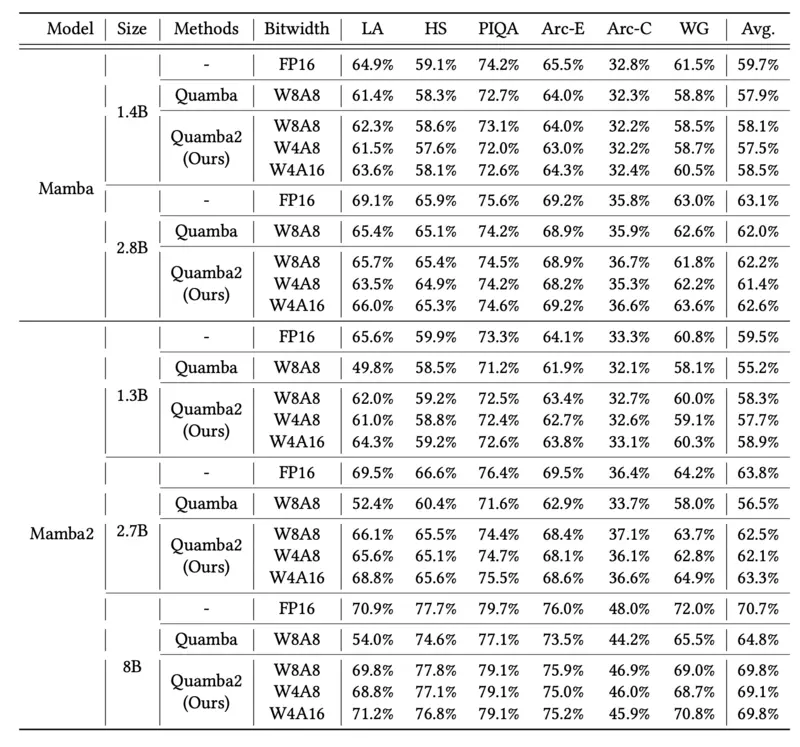 Model Size Methods Bitwidth LA HS PIQA Arc-E Arc-C WG Avg.
- FP16 64.9% 59.1% 74.2% 65.5% 32.8% 61.5% 59.7%
Quamba W8A8 61.4% 58.3% 72.7% 64.0% 32.3% 58.8% 57.9%
1.4B
W8A8 62.3% 58.6% 73.1% 64.0% 32.2% 58.5% 58.1%
Quamba2
(Ours)
W4A8 61.5% 57.6% 72.0% 63.0% 32.2% 58.7% 57.5%
W4A16 63.6% 58.1% 72.6% 64.3% 32.4% 60.5% 58.5%
Mamba
- FP16 69.1% 65.9% 75.6% 69.2% 35.8% 63.0% 63.1%
Quamba W8A8 65.4% 65.1% 74.2% 68.9% 35.9% 62.6% 62.0%
2.8B
W8A8 65.7% 65.4% 74.5% 68.9% 36.7% 61.8% 62.2%
Quamba2
(Ours)
W4A8 63.5% 64.9% 74.2% 68.2% 35.3% 62.2% 61.4%
W4A16 66.0% 65.3% 74.6% 69.2% 36.6% 63.6% 62.6%
- FP16 65.6% 59.9% 73.3% 64.1% 33.3% 60.8% 59.5%
Quamba W8A8 49.8% 58.5% 71.2% 61.9% 32.1% 58.1% 55.2%
1.3B
W8A8 62.0% 59.2% 72.5% 63.4% 32.7% 60.0% 58.3%
Quamba2
(Ours)
W4A8 61.0% 58.8% 72.4% 62.7% 32.6% 59.1% 57.7%
W4A16 64.3% 59.2% 72.6% 63.8% 33.1% 60.3% 58.9%
- FP16 69.5% 66.6% 76.4% 69.5% 36.4% 64.2% 63.8%
Quamba W8A8 52.4% 60.4% 71.6% 62.9% 33.7% 58.0% 56.5%
Mamba2 2.7B
W8A8 66.1% 65.5% 74.4% 68.4% 37.1% 63.7% 62.5%
Quamba2
(Ours)
W4A8 65.6% 65.1% 74.7% 68.1% 36.1% 62.8% 62.1%
W4A16 68.8% 65.6% 75.5% 68.6% 36.6% 64.9% 63.3%
- FP16 70.9% 77.7% 79.7% 76.0% 48.0% 72.0% 70.7%
Quamba W8A8 54.0% 74.6% 77.1% 73.5% 44.2% 65.5% 64.8%
8B
W8A8 69.8% 77.8% 79.1% 75.9% 46.9% 69.0% 69.8%
Quamba2
(Ours)
W4A8 68.8% 77.1% 79.1% 75.0% 46.0% 68.7% 69.1%
W4A16 71.2% 76.8% 79.1% 75.2% 45.9% 70.8% 69.8%